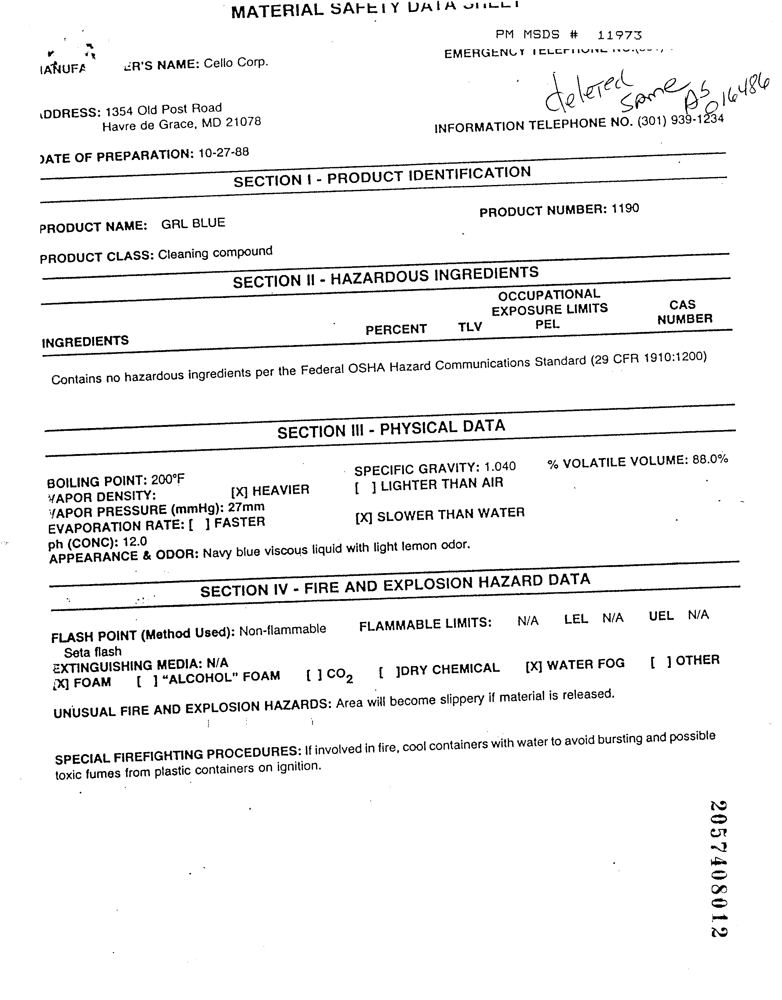 MATERIAL SAFETY DATA SHEET
PM MSDS # 11973
EMERGENCY TELEPHONE NO.
MANUFA ER'S NAME: Cello Corp.
deleted same AS 016486
ADDRESS: 1354 Old Post Road
Havre de Grace, MD 21078
INFORMATION TELEPHONE NO. (301) 939-1234
DATE OF PREPARATION: 10-27-88
SECTION I - PRODUCT IDENTIFICATION
PRODUCT NAME: GRL BLUE PRODUCT NUMBER: 1190
PRODUCT CLASS: Cleaning compound
SECTION II - HAZARDOUS INGREDIENTS
OCCUPATIONAL
EXPOSURE LIMITS CAS
INGREDIENTS PERCENT TLV PEL NUMBER
Contains no hazardous ingredients per the Federal OSHA Hazard Communications Standard (29 CFR 1910:1200)
SECTION III - PHYSICAL DATA
BOILING POINT: 200°F SPECIFIC GRAVITY: 1.040 % VOLATILE VOLUME: 88.0%
VAPOR DENSITY: [X] HEAVIER [ ] LIGHTER THAN AIR
VAPOR PRESSURE (mmHg): 27mm
EVAPORATION RATE: [ ] FASTER [X] SLOWER THAN WATER
ph (CONC): 12.0
APPEARANCE & ODOR: Navy blue viscous liquid with light lemon odor.
SECTION IV - FIRE AND EXPLOSION HAZARD DATA
FLASH POINT (Method Used): Non-flammable FLAMMABLE LIMITS: N/A LEL N/A UEL N/A
Seta flash
EXTINGUISHING MEDIA: N/A
[X] FOAM [ ] "ALCOHOL" FOAM [ ] CO2 [ ]DRY CHEMICAL [X] WATER FOG [ ] OTHER
UNUSUAL FIRE AND EXPLOSION HAZARDS: Area will become slippery if material is released.
SPECIAL FIREFIGHTING PROCEDURES: If involved in fire, cool containers with water to avoid bursting and possible
toxic fumes from plastic containers on ignition.
2057408012